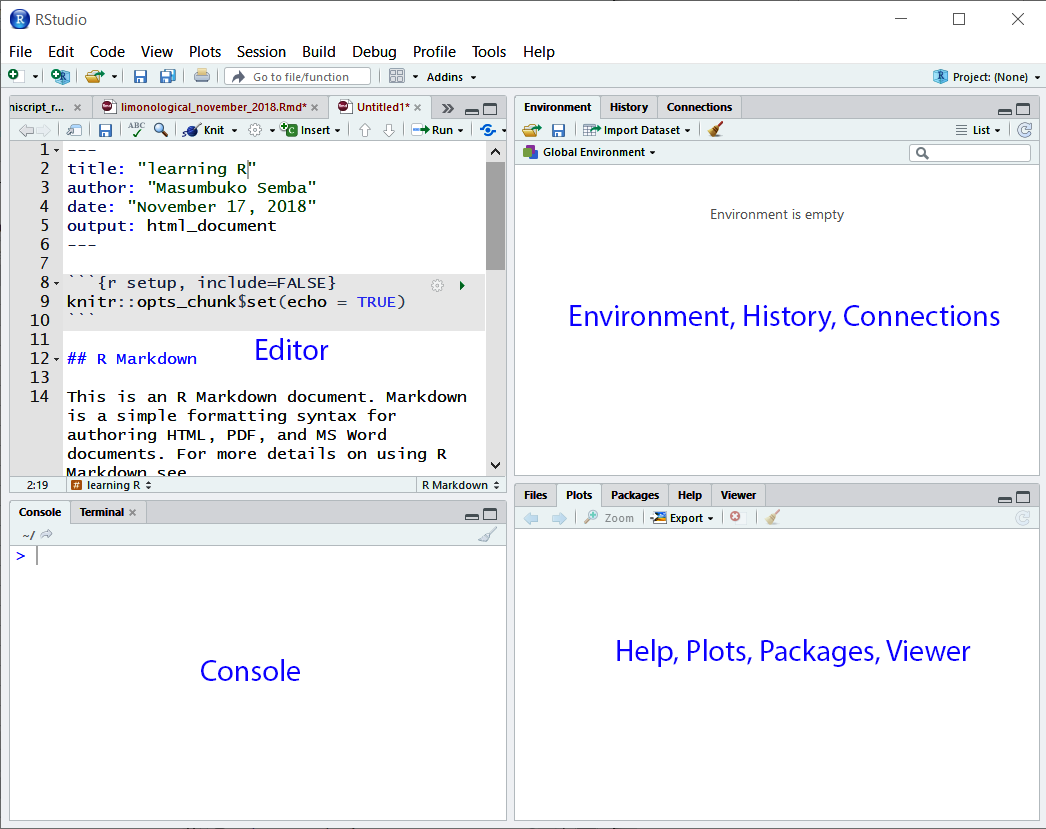 RStudio
File Edit Code View Plots Session Build Debug Profile Tools Help
Go to file/function Addins Project: (None)
niscript_r... limonological_november_2018.Rmd* Untitled1*
ABC Knit Insert Run
1 ---
2 title: "learning R"
3 author: "Masumbuko Semba"
4 date: "November 17, 2018"
5 output: html_document
6 ---
7
8 ```{r setup, include=FALSE}
9 knitr::opts_chunk$set(echo = TRUE)
10 ```
11
Editor
12 ## R Markdown
13
14 This is an R Markdown document. Markdown
is a simple formatting syntax for
authoring HTML, PDF, and MS Word
documents. For more details on using R
Markdown see
2:19 # learning R R Markdown
Environment History Connections
Import Dataset List
Global Environment
Environment is empty
Environment, History, Connections
Console Terminal
~/
>
Console
Files Plots Packages Help Viewer
Zoom Export
Help, Plots, Packages, Viewer